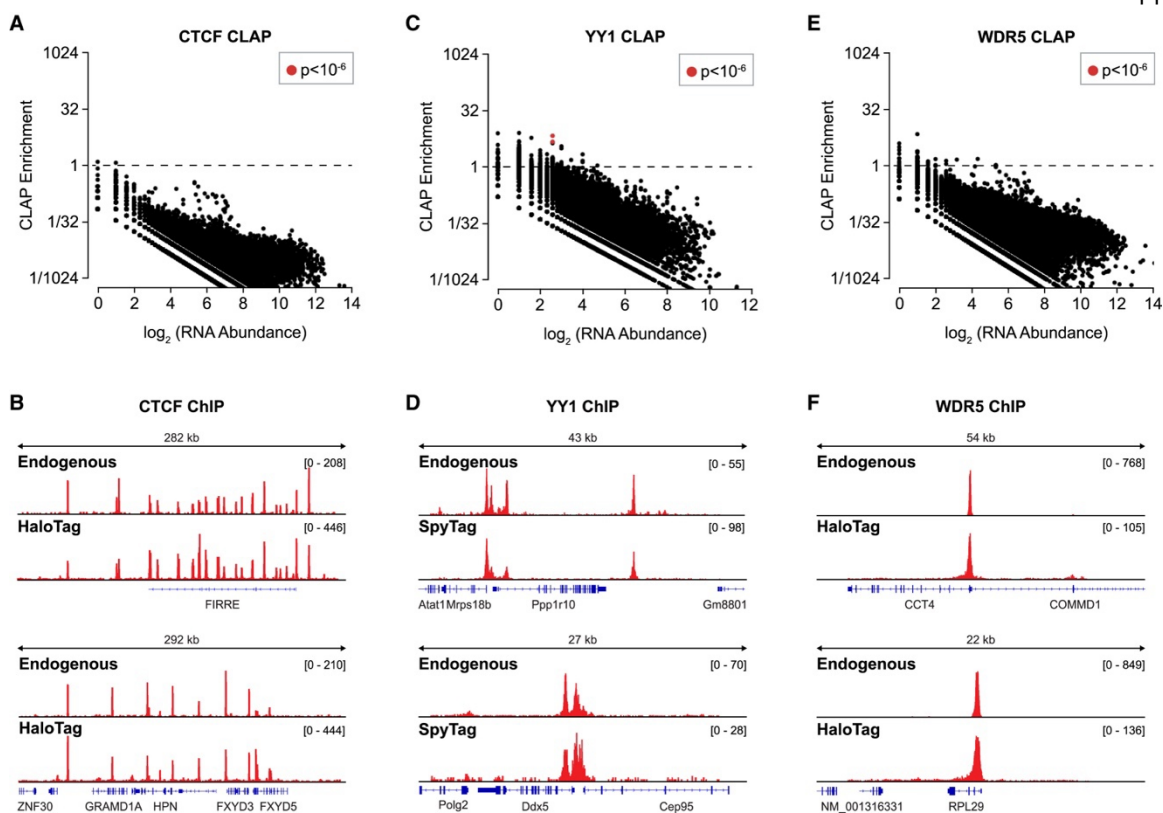 A
CTCF CLAP
p<10-6
CLAP Enrichment
1024
32
1
1/32
1/1024
0 2 4 6 8 10 12 14
log2 (RNA Abundance)
C
YY1 CLAP
p<10-6
CLAP Enrichment
1024
32
1
1/32
1/1024
0 2 4 6 8 10 12
log2 (RNA Abundance)
E
WDR5 CLAP
p<10-6
CLAP Enrichment
1024
32
1
1/32
1/1024
0 2 4 6 8 10 12 14
log2 (RNA Abundance)
B
CTCF ChIP
282 kb
Endogenous [0 - 208]
HaloTag [0 - 446]
FIRRE
292 kb
Endogenous [0 - 210]
HaloTag [0 - 444]
ZNF30 GRAMD1A HPN FXYD3 FXYD5
D
YY1 ChIP
43 kb
Endogenous [0 - 55]
SpyTag [0 - 98]
Atat1 Mrps18b Ppp1r10 Gm8801
27 kb
Endogenous [0 - 70]
SpyTag [0 - 28]
Polg2 Ddx5 Cep95
F
WDR5 ChIP
54 kb
Endogenous [0 - 768]
HaloTag [0 - 105]
CCT4 COMMD1
22 kb
Endogenous [0 - 849]
HaloTag [0 - 136]
NM_001316331 RPL29